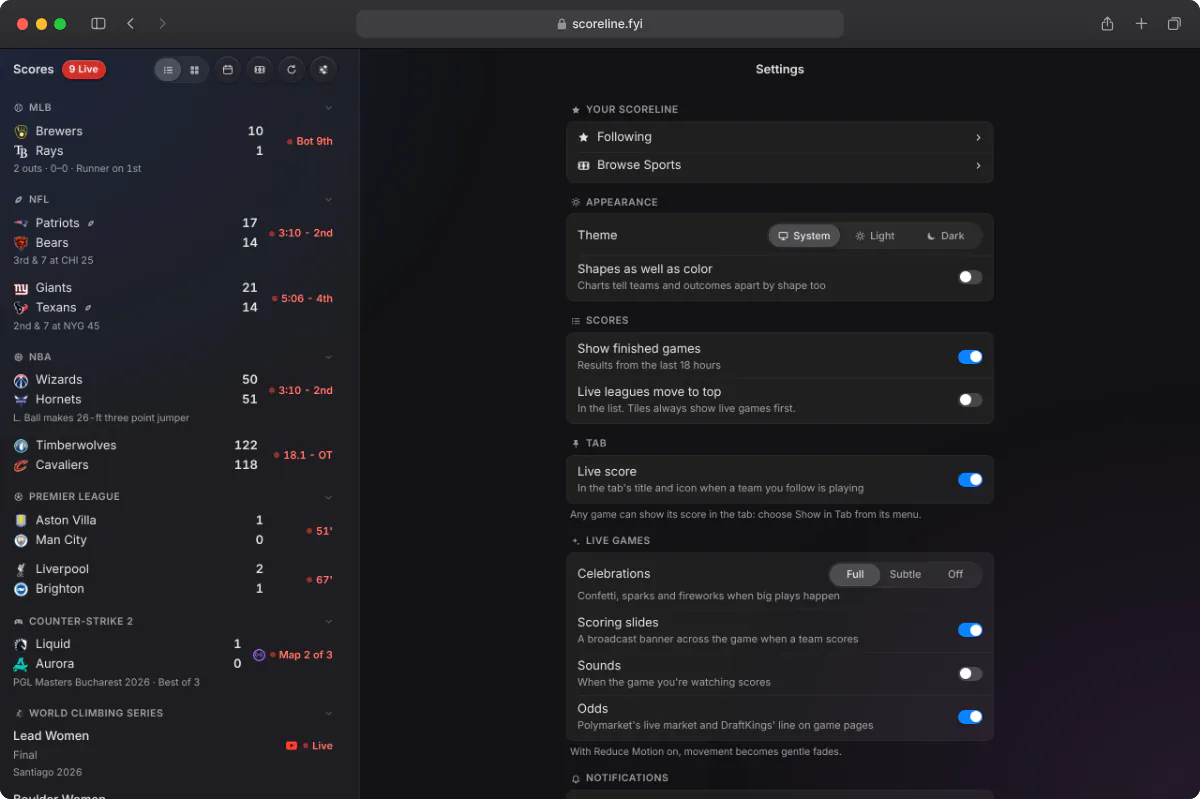 scoreline.fyi
Scores
9 Live
MLB
Brewers 10
Rays 1
Bot 9th
2 outs · 0–0 · Runner on 1st
NFL
Patriots 17
Bears 14
3:10 - 2nd
3rd & 7 at CHI 25
Giants 21
Texans 14
5:06 - 4th
2nd & 7 at NYG 45
NBA
Wizards 50
Hornets 51
3:10 - 2nd
L. Ball makes 26-ft three point jumper
Timberwolves 122
Cavaliers 118
18.1 - OT
PREMIER LEAGUE
Aston Villa 1
Man City 0
51'
Liverpool 2
Brighton 1
67'
COUNTER-STRIKE 2
Liquid 1
Aurora 0
Map 2 of 3
PGL Masters Bucharest 2026 · Best of 3
WORLD CLIMBING SERIES
Lead Women
Final
Live
Santiago 2026
Boulder Women
Settings
YOUR SCORELINE
Following
Browse Sports
APPEARANCE
Theme
System Light Dark
Shapes as well as color
Charts tell teams and outcomes apart by shape too
SCORES
Show finished games
Results from the last 18 hours
Live leagues move to top
In the list. Tiles always show live games first.
TAB
Live score
In the tab's title and icon when a team you follow is playing
Any game can show its score in the tab: choose Show in Tab from its menu.
LIVE GAMES
Celebrations
Full Subtle Off
Confetti, sparks and fireworks when big plays happen
Scoring slides
A broadcast banner across the game when a team scores
Sounds
When the game you're watching scores
Odds
Polymarket's live market and DraftKings' line on game pages
With Reduce Motion on, movement becomes gentle fades.
NOTIFICATIONS